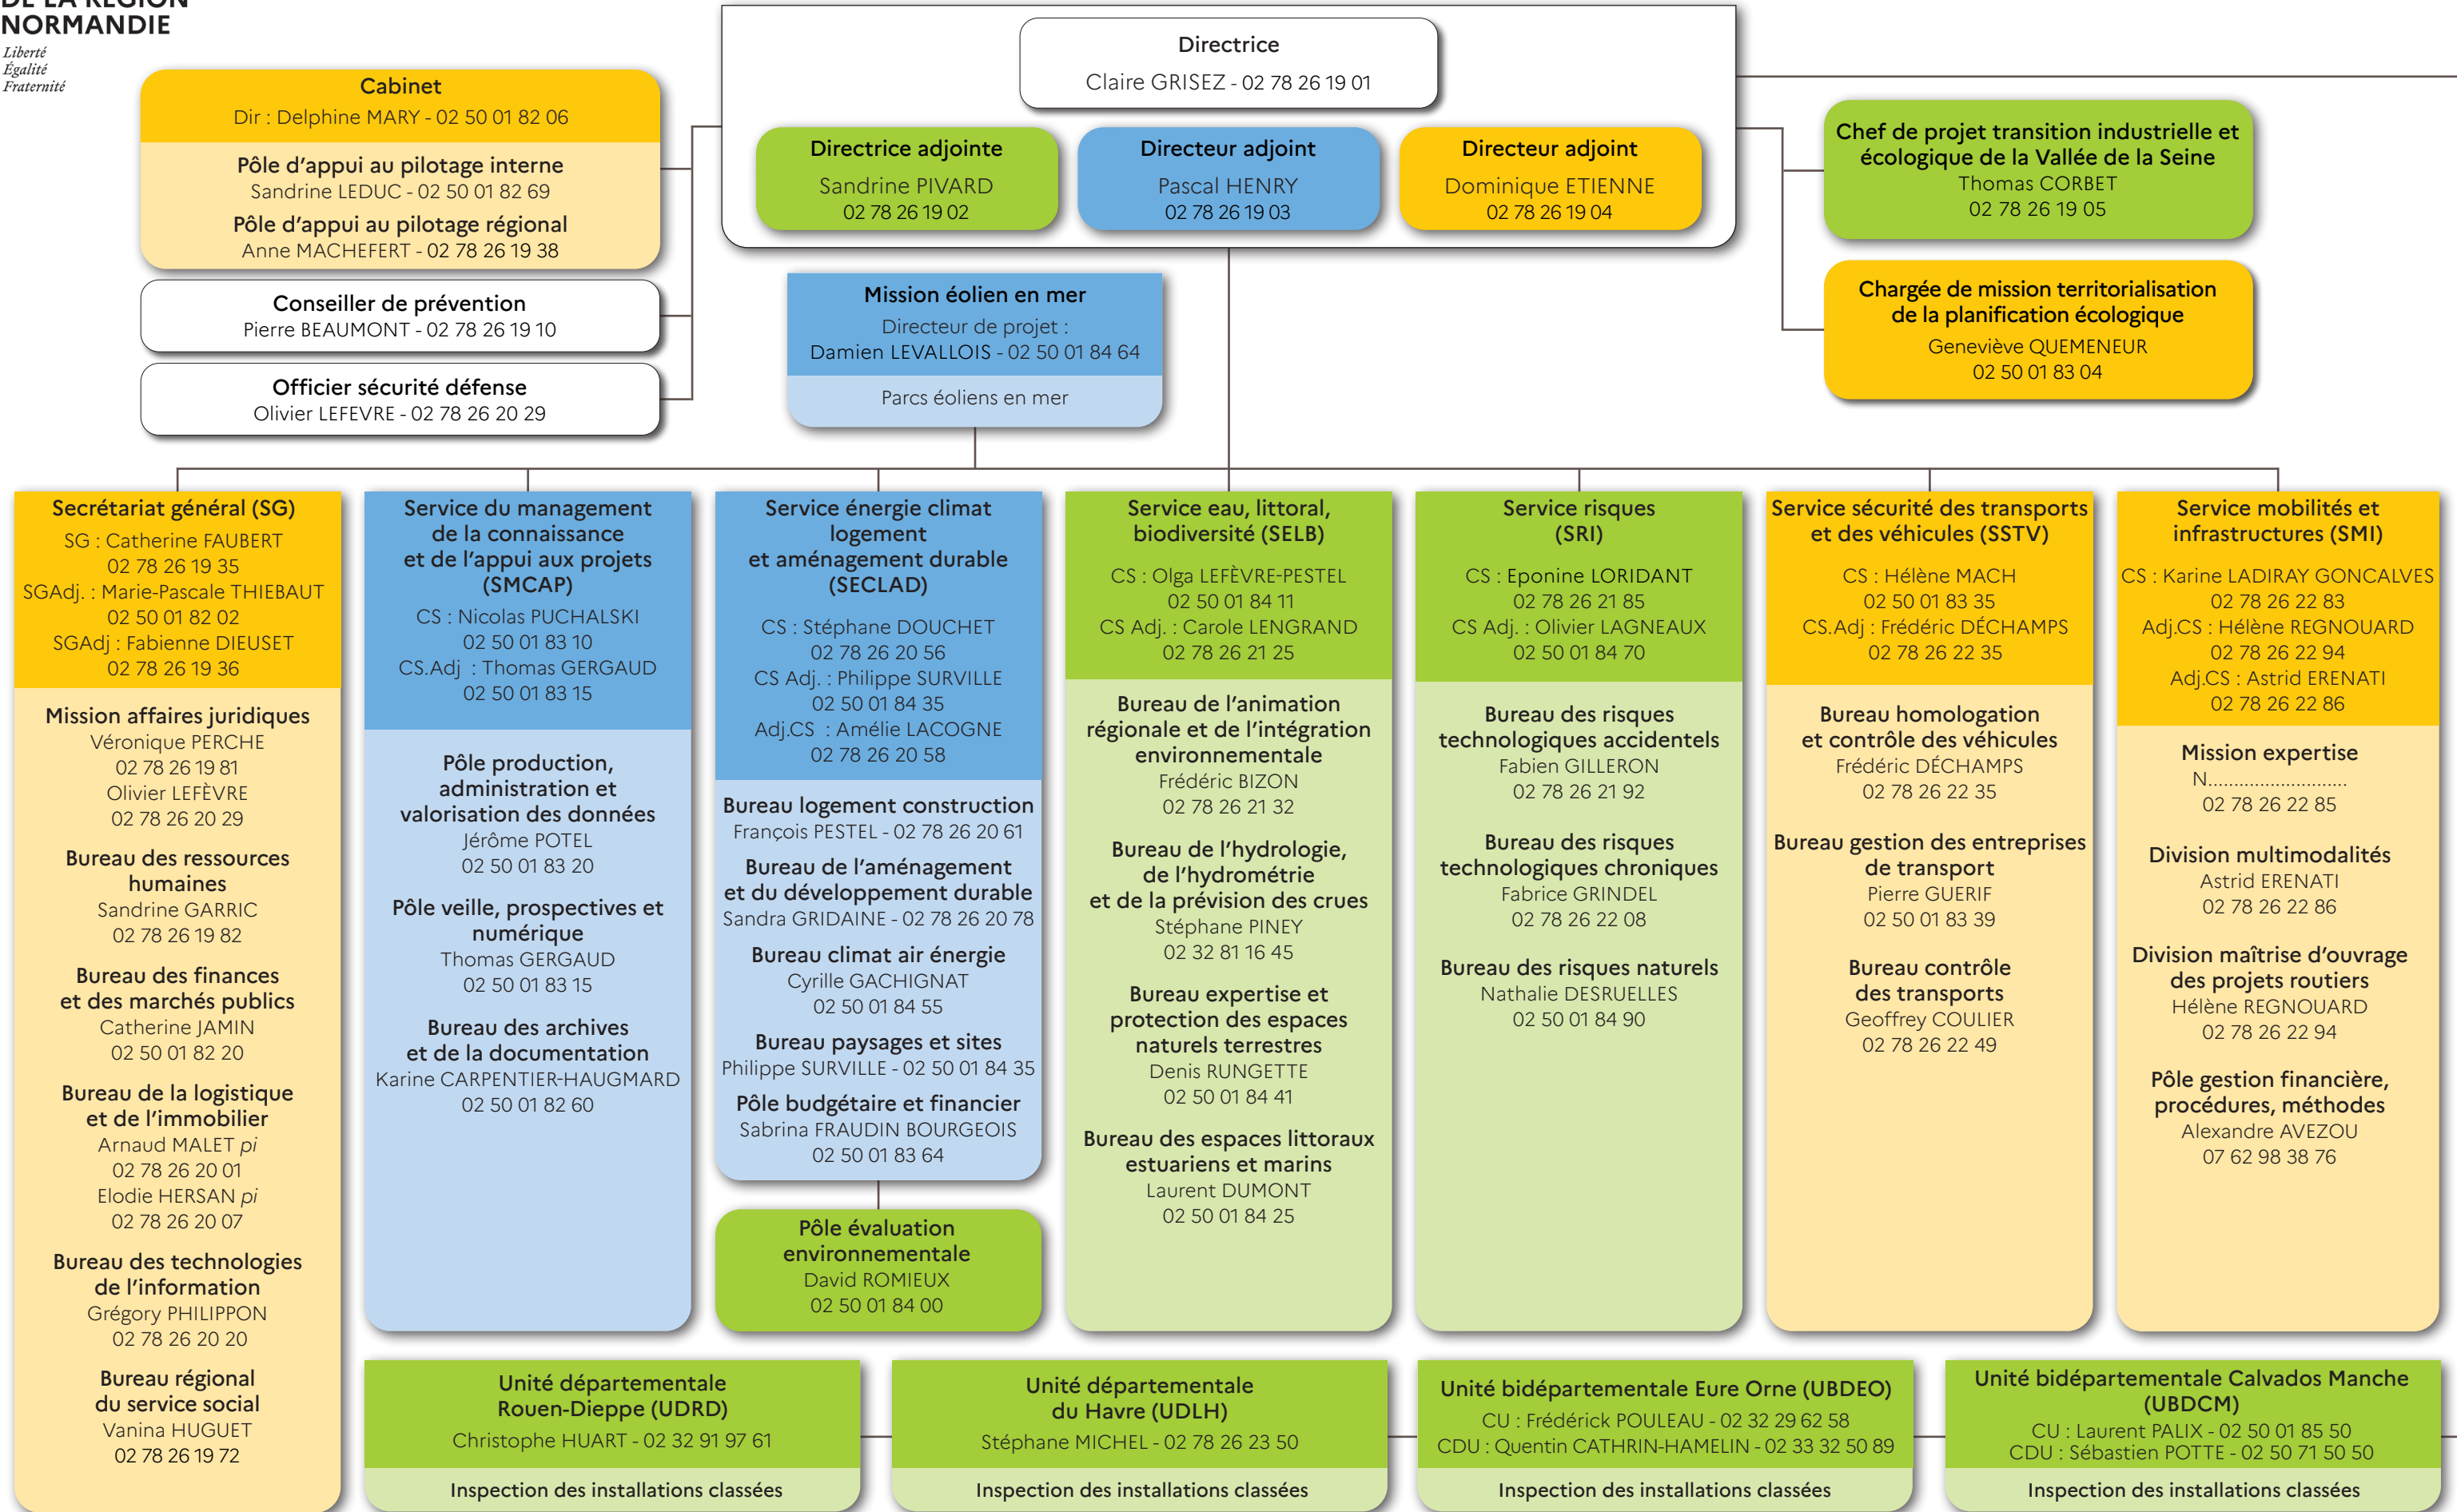 DE LA RÉGION
NORMANDIE
Liberté
Égalité
Fraternité
Directrice
Claire GRISEZ - 02 78 26 19 01
Directrice adjointe
Sandrine PIVARD
02 78 26 19 02
Directeur adjoint
Pascal HENRY
02 78 26 19 03
Directeur adjoint
Dominique ETIENNE
02 78 26 19 04
Cabinet
Dir : Delphine MARY - 02 50 01 82 06
Pôle d'appui au pilotage interne
Sandrine LEDUC - 02 50 01 82 69
Pôle d'appui au pilotage régional
Anne MACHEFERT - 02 78 26 19 38
Conseiller de prévention
Pierre BEAUMONT - 02 78 26 19 10
Officier sécurité défense
Olivier LEFEVRE - 02 78 26 20 29
Mission éolien en mer
Directeur de projet :
Damien LEVALLOIS - 02 50 01 84 64
Parcs éoliens en mer
Chef de projet transition industrielle et
écologique de la Vallée de la Seine
Thomas CORBET
02 78 26 19 05
Chargée de mission territorialisation
de la planification écologique
Geneviève QUEMENEUR
02 50 01 83 04
Secrétariat général (SG)
SG : Catherine FAUBERT
02 78 26 19 35
SGAdj. : Marie-Pascale THIEBAUT
02 50 01 82 02
SGAdj : Fabienne DIEUSET
02 78 26 19 36
Mission affaires juridiques
Véronique PERCHE
02 78 26 19 81
Olivier LEFÈVRE
02 78 26 20 29
Bureau des ressources
humaines
Sandrine GARRIC
02 78 26 19 82
Bureau des finances
et des marchés publics
Catherine JAMIN
02 50 01 82 20
Bureau de la logistique
et de l'immobilier
Arnaud MALET pi
02 78 26 20 01
Elodie HERSAN pi
02 78 26 20 07
Bureau des technologies
de l'information
Grégory PHILIPPON
02 78 26 20 20
Bureau régional
du service social
Vanina HUGUET
02 78 26 19 72
Service du management
de la connaissance
et de l'appui aux projets
(SMCAP)
CS : Nicolas PUCHALSKI
02 50 01 83 10
CS.Adj : Thomas GERGAUD
02 50 01 83 15
Pôle production,
administration et
valorisation des données
Jérôme POTEL
02 50 01 83 20
Pôle veille, prospectives et
numérique
Thomas GERGAUD
02 50 01 83 15
Bureau des archives
et de la documentation
Karine CARPENTIER-HAUGMARD
02 50 01 82 60
Service énergie climat
logement
et aménagement durable
(SECLAD)
CS : Stéphane DOUCHET
02 78 26 20 56
CS Adj. : Philippe SURVILLE
02 50 01 84 35
Adj.CS : Amélie LACOGNE
02 78 26 20 58
Bureau logement construction
François PESTEL - 02 78 26 20 61
Bureau de l'aménagement
et du développement durable
Sandra GRIDAINE - 02 78 26 20 78
Bureau climat air énergie
Cyrille GACHIGNAT
02 50 01 84 55
Bureau paysages et sites
Philippe SURVILLE - 02 50 01 84 35
Pôle budgétaire et financier
Sabrina FRAUDIN BOURGEOIS
02 50 01 83 64
Pôle évaluation
environnementale
David ROMIEUX
02 50 01 84 00
Service eau, littoral,
biodiversité (SELB)
CS : Olga LEFÈVRE-PESTEL
02 50 01 84 11
CS Adj. : Carole LENGRAND
02 78 26 21 25
Bureau de l'animation
régionale et de l'intégration
environnementale
Frédéric BIZON
02 78 26 21 32
Bureau de l'hydrologie,
de l'hydrométrie
et de la prévision des crues
Stéphane PINEY
02 32 81 16 45
Bureau expertise et
protection des espaces
naturels terrestres
Denis RUNGETTE
02 50 01 84 41
Bureau des espaces littoraux
estuariens et marins
Laurent DUMONT
02 50 01 84 25
Service risques
(SRI)
CS : Eponine LORIDANT
02 78 26 21 85
CS Adj. : Olivier LAGNEAUX
02 50 01 84 70
Bureau des risques
technologiques accidentels
Fabien GILLERON
02 78 26 21 92
Bureau des risques
technologiques chroniques
Fabrice GRINDEL
02 78 26 22 08
Bureau des risques naturels
Nathalie DESRUELLES
02 50 01 84 90
Service sécurité des transports
et des véhicules (SSTV)
CS : Hélène MACH
02 50 01 83 35
CS.Adj : Frédéric DÉCHAMPS
02 78 26 22 35
Bureau homologation
et contrôle des véhicules
Frédéric DÉCHAMPS
02 78 26 22 35
Bureau gestion des entreprises
de transport
Pierre GUERIF
02 50 01 83 39
Bureau contrôle
des transports
Geoffrey COULIER
02 78 26 22 49
Service mobilités et
infrastructures (SMI)
CS : Karine LADIRAY GONCALVES
02 78 26 22 83
Adj.CS : Hélène REGNOUARD
02 78 26 22 94
Adj.CS : Astrid ERENATI
02 78 26 22 86
Mission expertise
N...........................
02 78 26 22 85
Division multimodalités
Astrid ERENATI
02 78 26 22 86
Division maîtrise d'ouvrage
des projets routiers
Hélène REGNOUARD
02 78 26 22 94
Pôle gestion financière,
procédures, méthodes
Alexandre AVEZOU
07 62 98 38 76
Unité départementale
Rouen-Dieppe (UDRD)
Christophe HUART - 02 32 91 97 61
Inspection des installations classées
Unité départementale
du Havre (UDLH)
Stéphane MICHEL - 02 78 26 23 50
Inspection des installations classées
Unité bidépartementale Eure Orne (UBDEO)
CU : Frédérick POULEAU - 02 32 29 62 58
CDU : Quentin CATHRIN-HAMELIN - 02 33 32 50 89
Inspection des installations classées
Unité bidépartementale Calvados Manche
(UBDCM)
CU : Laurent PALIX - 02 50 01 85 50
CDU : Sébastien POTTE - 02 50 71 50 50
Inspection des installations classées